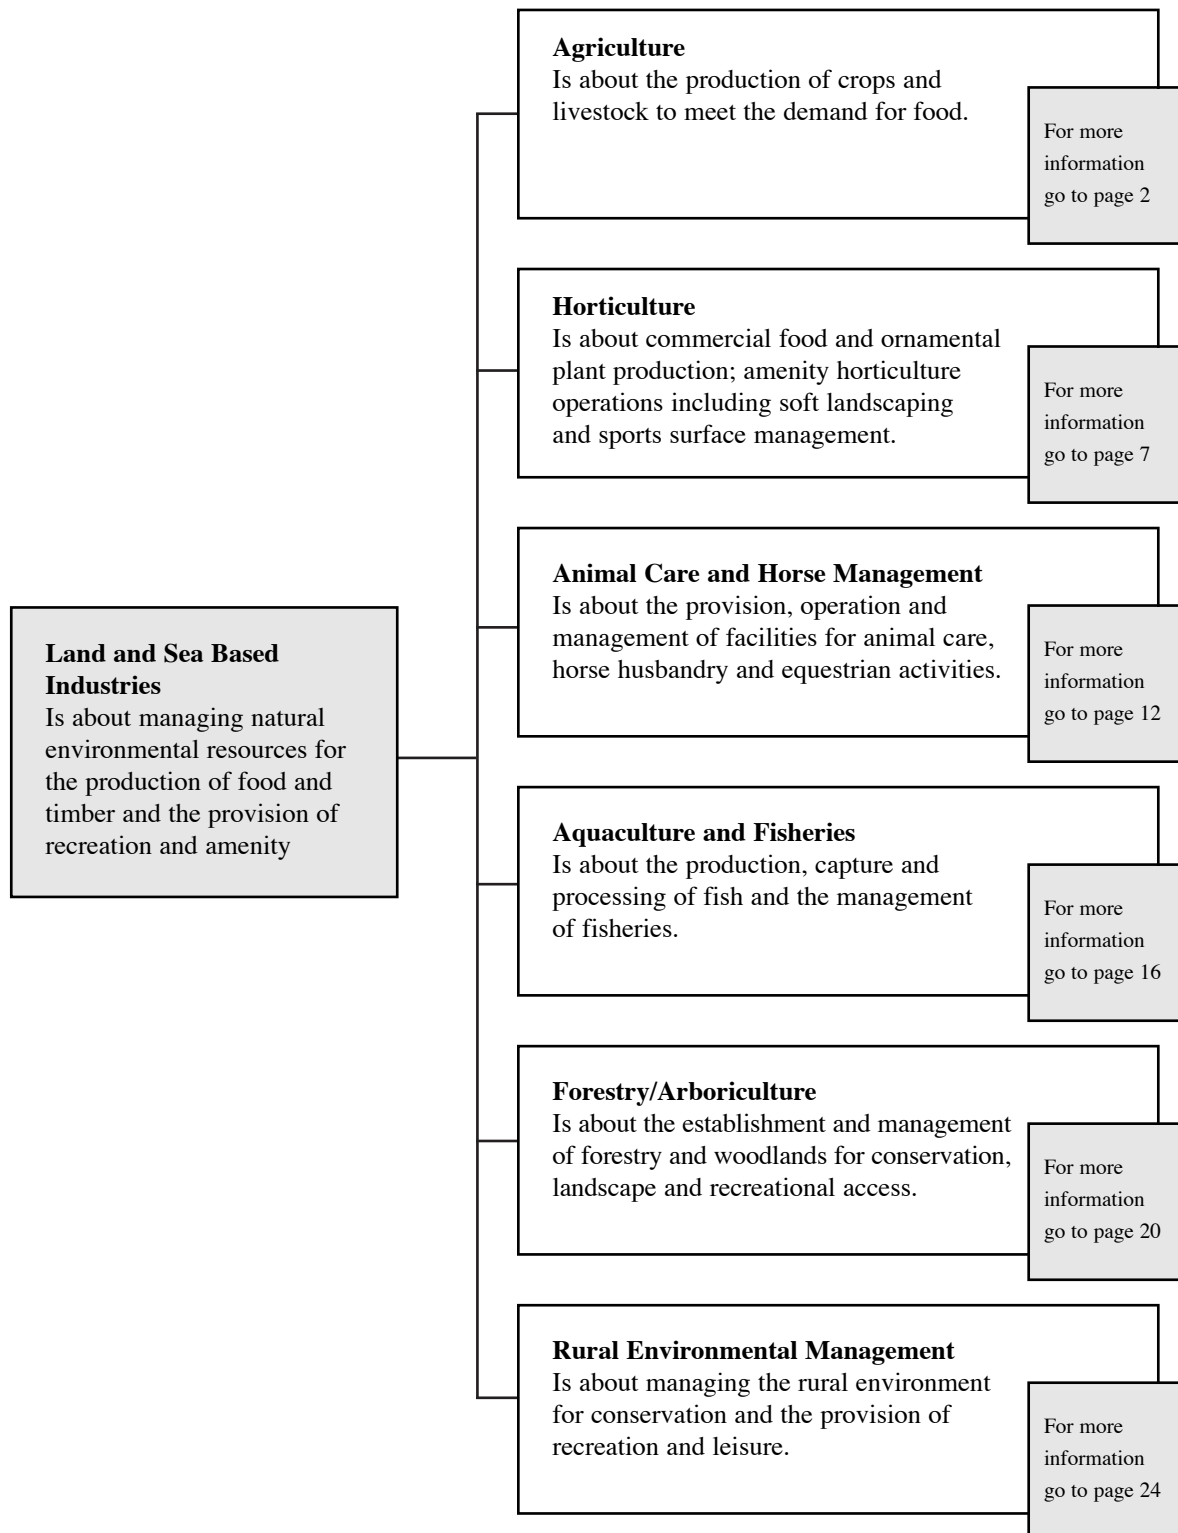 Agriculture
Is about the production of crops and
livestock to meet the demand for food.
For more
information
go to page 2
Horticulture
Is about commercial food and ornamental
plant production; amenity horticulture
operations including soft landscaping
and sports surface management.
For more
information
go to page 7
Animal Care and Horse Management
Is about the provision, operation and
management of facilities for animal care,
horse husbandry and equestrian activities.
For more
information
go to page 12
Land and Sea Based
Industries
Is about managing natural
environmental resources for
the production of food and
timber and the provision of
recreation and amenity
Aquaculture and Fisheries
Is about the production, capture and
processing of fish and the management
of fisheries.
For more
information
go to page 16
Forestry/Arboriculture
Is about the establishment and management
of forestry and woodlands for conservation,
landscape and recreational access.
For more
information
go to page 20
Rural Environmental Management
Is about managing the rural environment
for conservation and the provision of
recreation and leisure.
For more
information
go to page 24